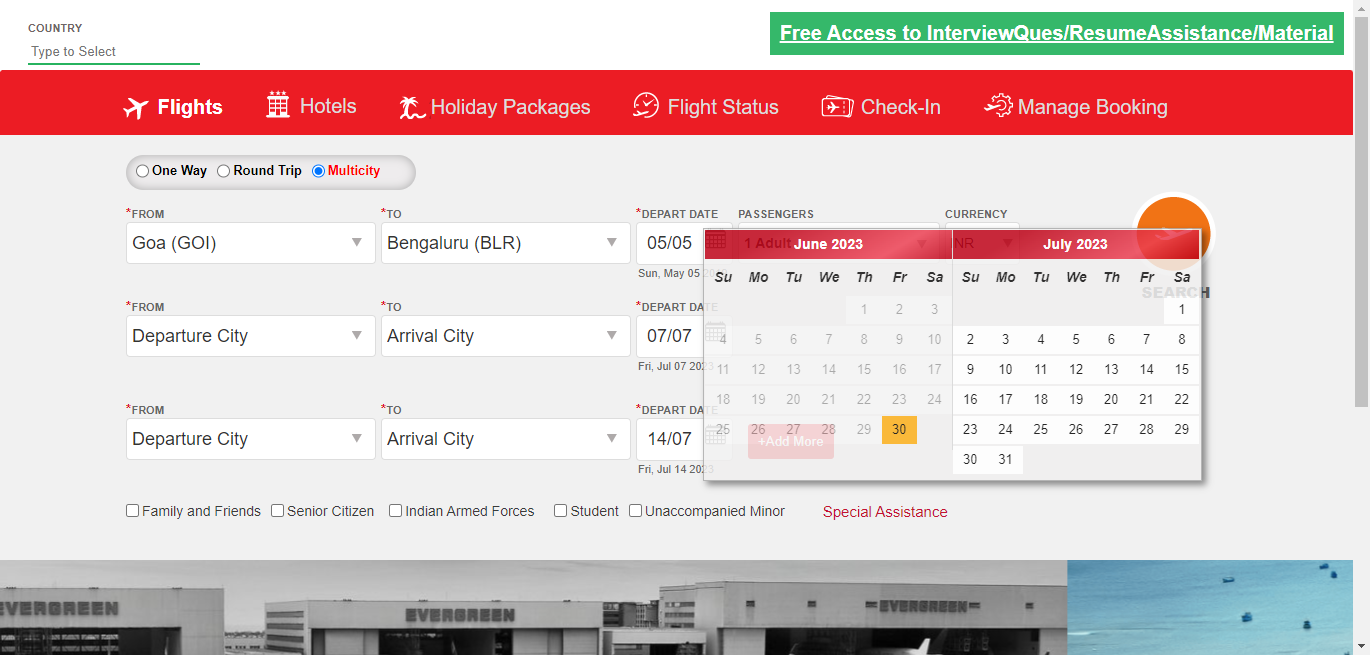 COUNTRY
Type to Select
Free Access to InterviewQues/ResumeAssistance/Material
Flights Hotels Holiday Packages Flight Status Check-In Manage Booking
One Way Round Trip Multicity
*FROM *TO *DEPART DATE PASSENGERS CURRENCY
Goa (GOI) Bengaluru (BLR) 05/05 1 Adult INR
Sun, May 05 2023
SEARCH
June 2023 July 2023
Su Mo Tu We Th Fr Sa Su Mo Tu We Th Fr Sa
1 2 3 1
4 5 6 7 8 9 10 2 3 4 5 6 7 8
11 12 13 14 15 16 17 9 10 11 12 13 14 15
18 19 20 21 22 23 24 16 17 18 19 20 21 22
25 26 27 28 29 30 23 24 25 26 27 28 29
30 31
*FROM *TO *DEPART DATE
Departure City Arrival City 07/07
Fri, Jul 07 2023
*FROM *TO *DEPART DATE
Departure City Arrival City 14/07
+Add More
Fri, Jul 14 2023
Family and Friends Senior Citizen Indian Armed Forces Student Unaccompanied Minor Special Assistance
EVERGREEN EVERGREEN EVERGREEN